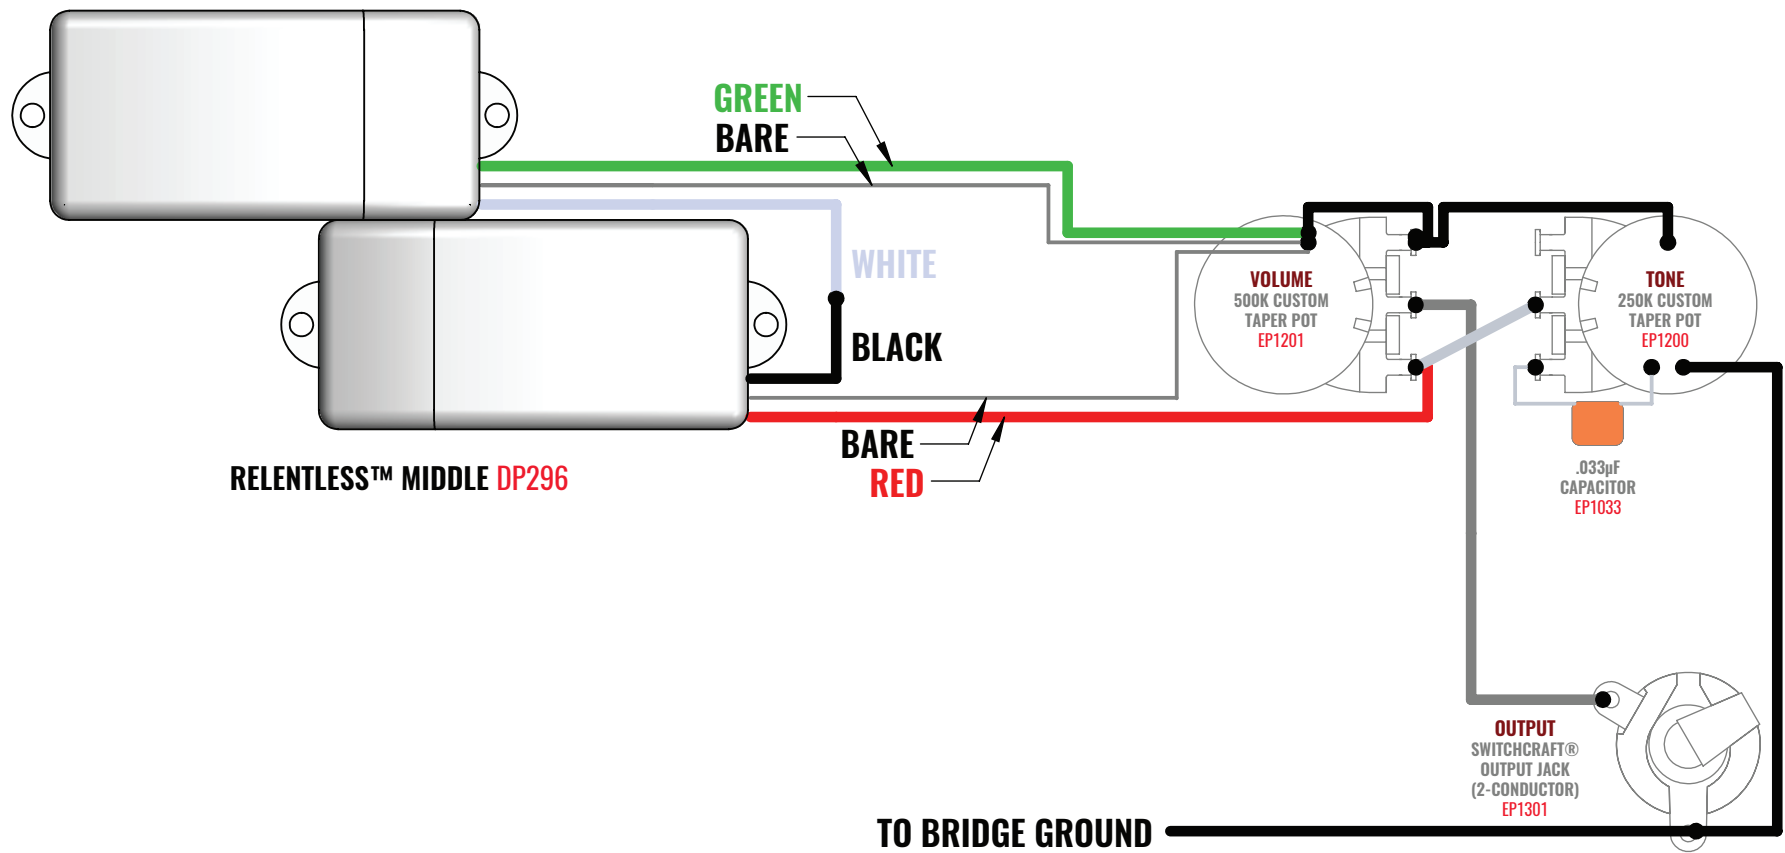 GREEN
BARE
WHITE
BLACK
BARE
RED
RELENTLESS™ MIDDLE DP296
VOLUME
500K CUSTOM
TAPER POT
EP1201
TONE
250K CUSTOM
TAPER POT
EP1200
.033µF
CAPACITOR
EP1033
OUTPUT
SWITCHCRAFT®
OUTPUT JACK
(2-CONDUCTOR)
EP1301
TO BRIDGE GROUND